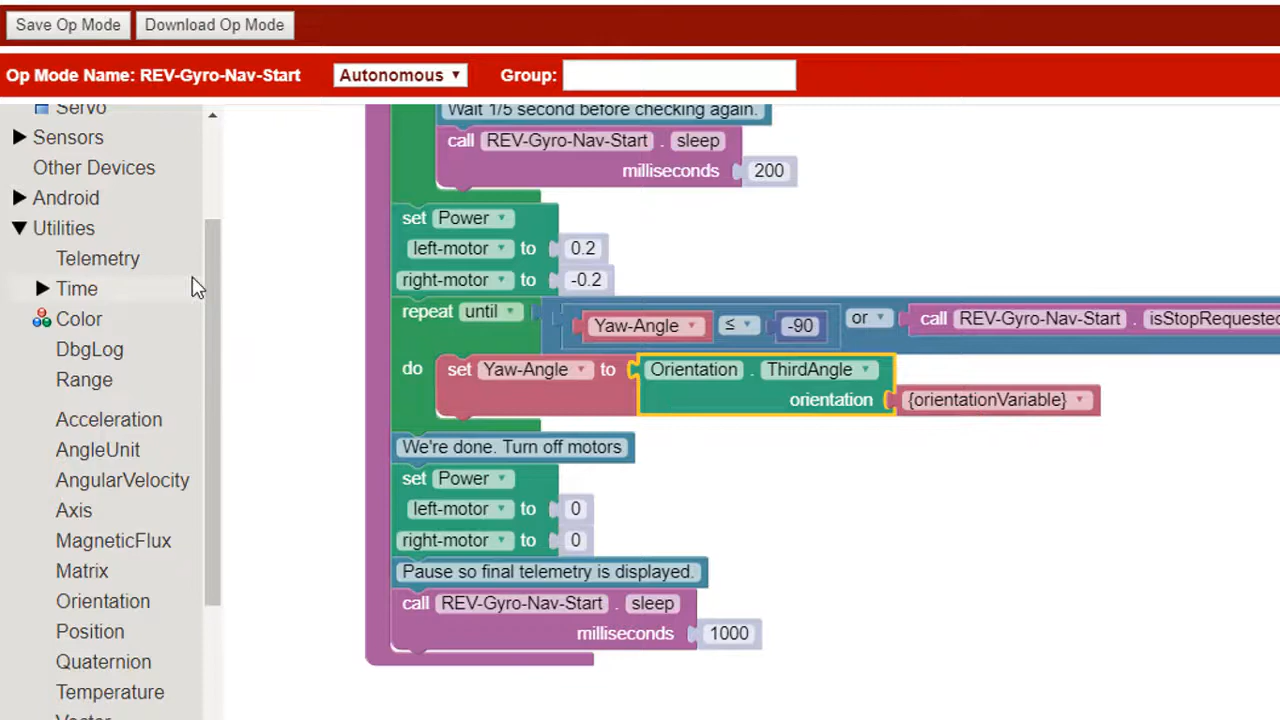 Save Op Mode
Download Op Mode
Op Mode Name: REV-Gyro-Nav-Start
Autonomous
Group:
Servo
Sensors
Other Devices
Android
Utilities
Telemetry
Time
Color
DbgLog
Range
Acceleration
AngleUnit
AngularVelocity
Axis
MagneticFlux
Matrix
Orientation
Position
Quaternion
Temperature
Vector
Wait 1/5 second before checking again.
call REV-Gyro-Nav-Start . sleep
milliseconds 200
set Power
left-motor to 0.2
right-motor to -0.2
repeat until Yaw-Angle ≤ -90 or call REV-Gyro-Nav-Start . isStopRequested
do set Yaw-Angle to Orientation . ThirdAngle
orientation {orientationVariable}
We're done. Turn off motors
set Power
left-motor to 0
right-motor to 0
Pause so final telemetry is displayed.
call REV-Gyro-Nav-Start . sleep
milliseconds 1000